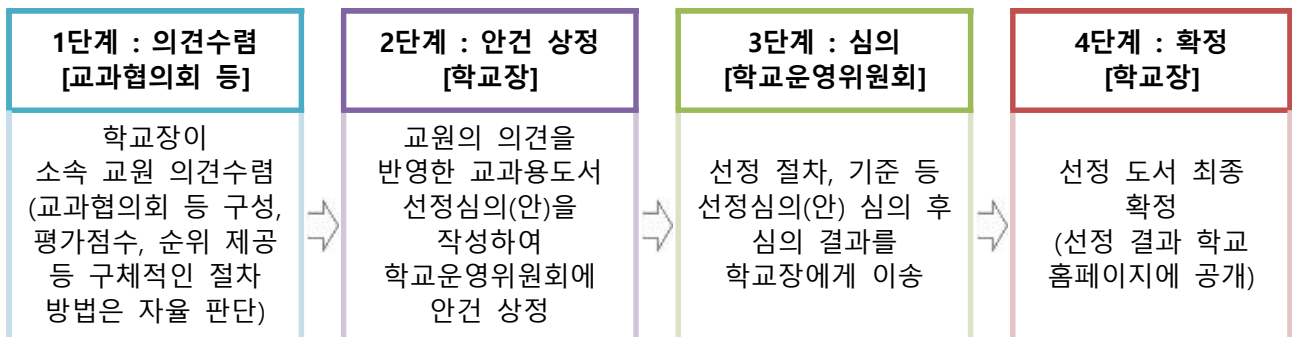 1단계 : 의견수렴
[교과협의회 등]
학교장이
소속 교원 의견수렴
(교과협의회 등 구성,
평가점수, 순위 제공
등 구체적인 절차
방법은 자율 판단)
2단계 : 안건 상정
[학교장]
교원의 의견을
반영한 교과용도서
선정심의(안)을
작성하여
학교운영위원회에
안건 상정
3단계 : 심의
[학교운영위원회]
선정 절차, 기준 등
선정심의(안) 심의 후
심의 결과를
학교장에게 이송
4단계 : 확정
[학교장]
선정 도서 최종
확정
(선정 결과 학교
홈페이지에 공개)